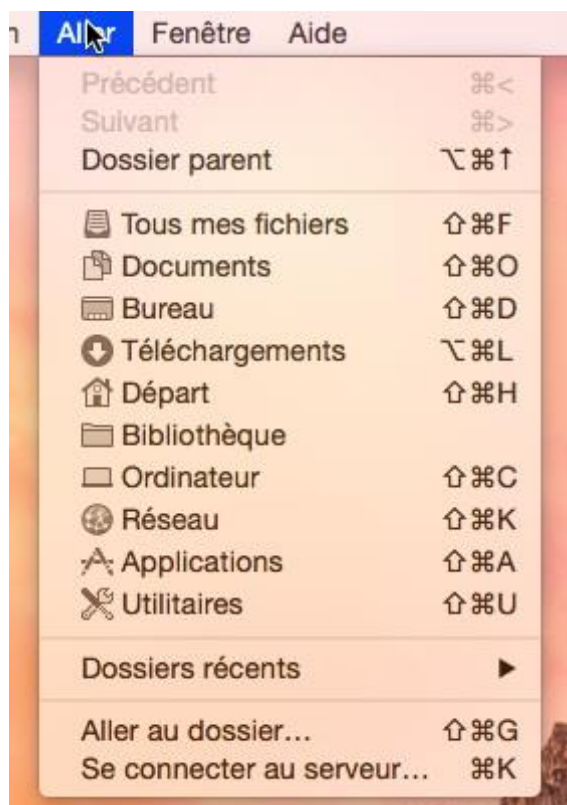 Aller Fenêtre Aide
Précédent ⌘<
Suivant ⌘>
Dossier parent ⌥⌘↑
Tous mes fichiers ⇧⌘F
Documents ⇧⌘O
Bureau ⇧⌘D
Téléchargements ⌥⌘L
Départ ⇧⌘H
Bibliothèque
Ordinateur ⇧⌘C
Réseau ⇧⌘K
Applications ⇧⌘A
Utilitaires ⇧⌘U
Dossiers récents ▶
Aller au dossier... ⇧⌘G
Se connecter au serveur... ⌘K